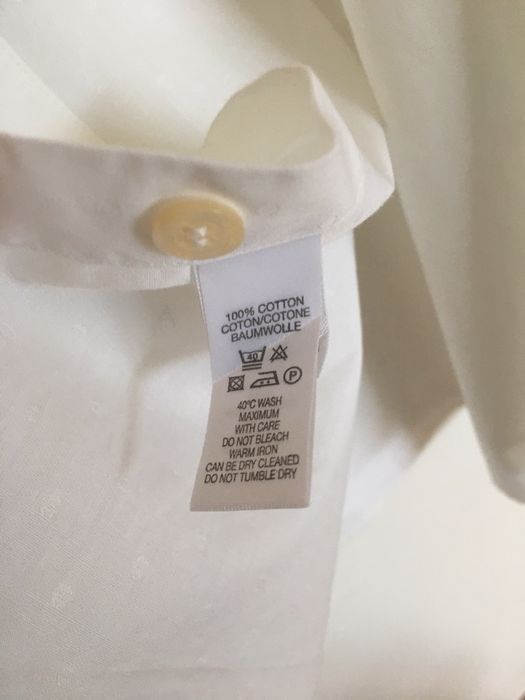 100% COTTON
COTON/COTONE
BAUMWOLLE
40
P
40°C WASH
MAXIMUM
WITH CARE
DO NOT BLEACH
WARM IRON
CAN BE DRY CLEANED
DO NOT TUMBLE DRY